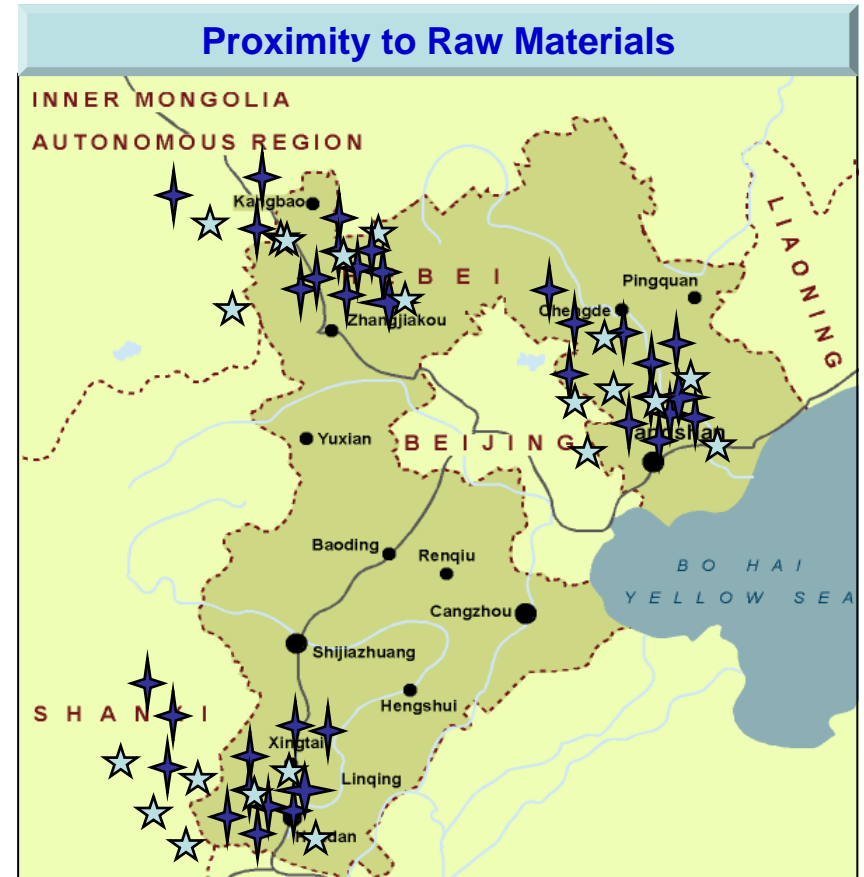 Proximity to Raw Materials
INNER MONGOLIA
AUTONOMOUS REGION
Kangbao
BEI
Zhangjiakou
Chengde
Pingquan
LIAONING
Yuxian
BEIJING
Baoding
Renqiu
Cangzhou
BO HAI
YELLOW SEA
Shijiazhuang
Hengshui
Xingtai
Linqing